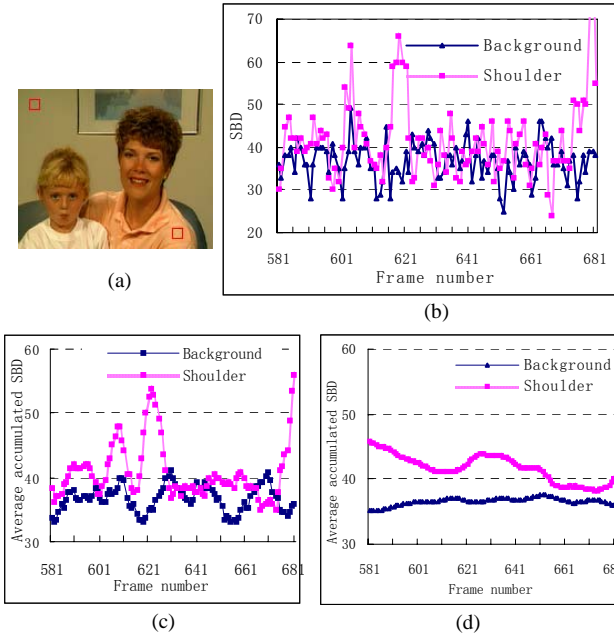 70
60
50
40
30
20
SBD
Background
Shoulder
581 601 621 641 661 681
Frame number
(a)
(b)
60
50
40
30
Average accumulated SBD
Background
Shoulder
581 601 621 641 661 681
Frame number
(c)
60
50
40
30
Average accumulated SBD
Background
Shoulder
581 601 621 641 661 68
Frame number
(d)